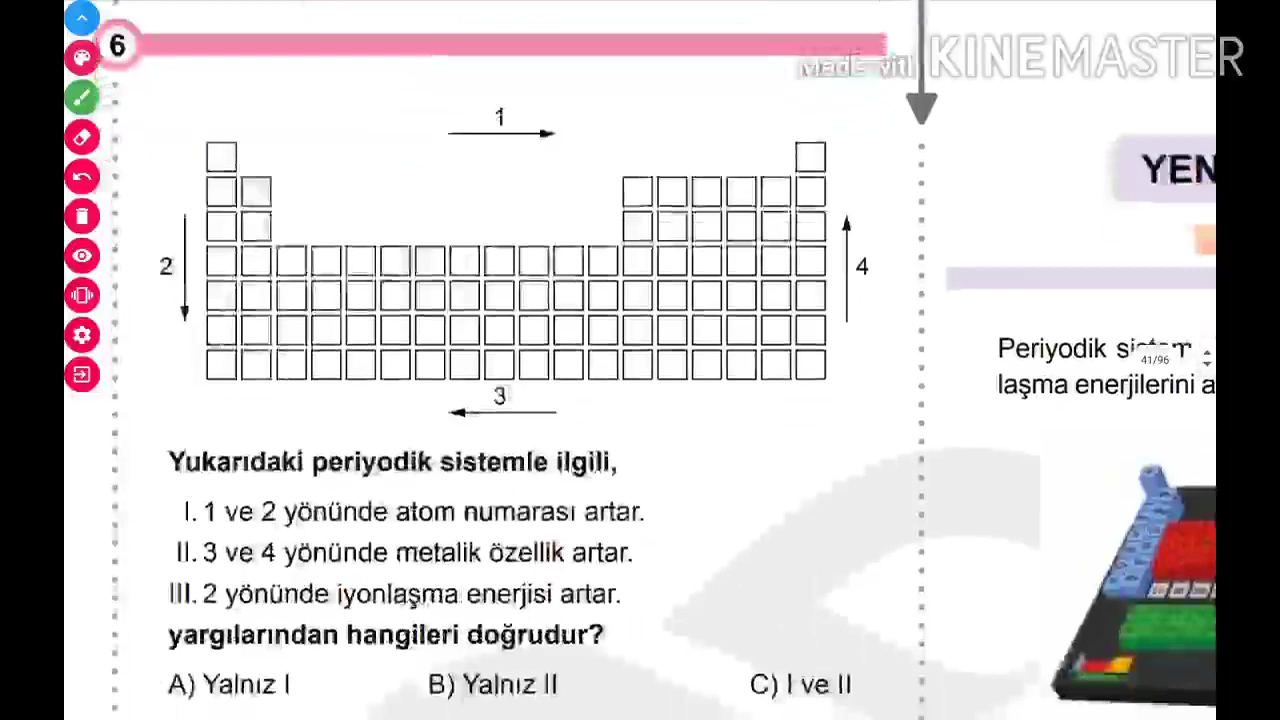 6
KINEMASTER
1
2
4
3
YEN
Periyodik
41/96
laşma enerjilerini a
Yukarıdaki periyodik sistemle ilgili,
I. 1 ve 2 yönünde atom numarası artar.
II. 3 ve 4 yönünde metalik özellik artar.
III. 2 yönünde iyonlaşma enerjisi artar.
yargılarından hangileri doğrudur?
A) Yalnız I B) Yalnız II C) I ve II